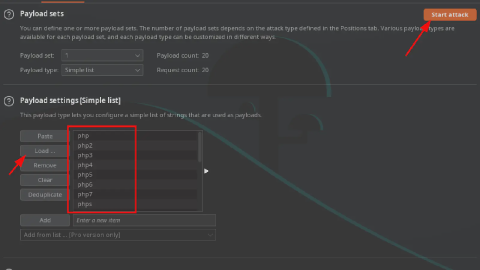 Payload sets
Start attack
You can define one or more payload sets. The number of payload sets depends on the attack type defined in the Positions tab. Various payload types are
available for each payload set, and each payload type can be customized in different ways.
Payload set: 1
Payload count: 20
Payload type: Simple list
Request count: 20
Payload settings [Simple list]
This payload type lets you configure a simple list of strings that are used as payloads.
Paste
Load ...
Remove
Clear
Deduplicate
php
php2
php3
php4
php5
php6
php7
phps
Add
Enter a new item
Add from list ... [Pro version only]